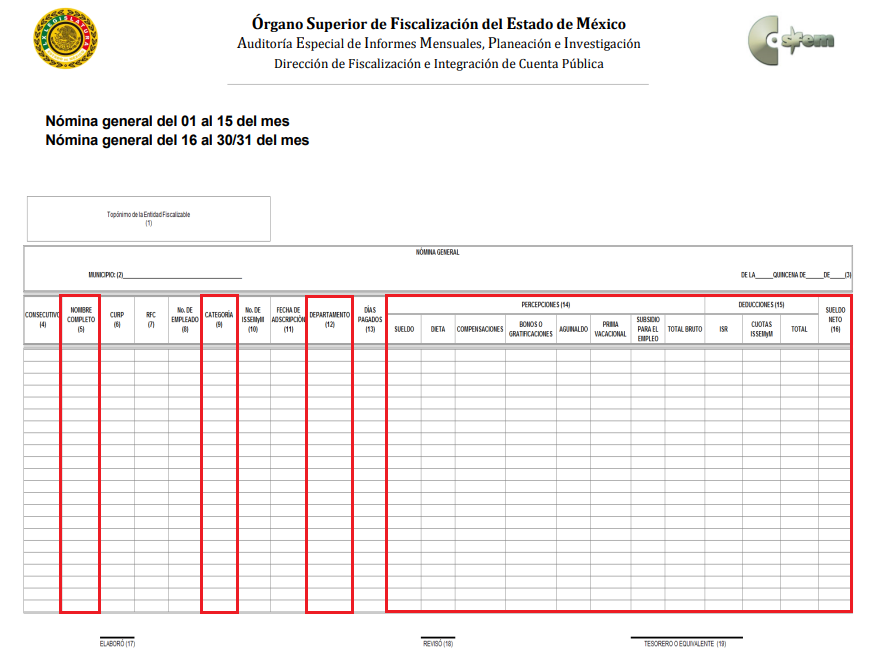 Órgano Superior de Fiscalización del Estado de México
Auditoría Especial de Informes Mensuales, Planeación e Investigación
Dirección de Fiscalización e Integración de Cuenta Pública
osfem
Nómina general del 01 al 15 del mes
Nómina general del 16 al 30/31 del mes
Topónimo de la Entidad Fiscalizable
(1)
NÓMINA GENERAL
MUNICIPIO: (2)____________________ DE LA_____QUINCENA DE_____DE____(3)
CONSECUTIVO
(4)
NOMBRE
COMPLETO
(5)
CURP
(6)
RFC
(7)
No. DE
EMPLEADO
(8)
CATEGORÍA
(9)
No. DE
ISSEMyM
(10)
FECHA DE
ADSCRIPCIÓN
(11)
DEPARTAMENTO
(12)
DÍAS
PAGADOS
(13)
PERCEPCIONES (14)
SUELDO
DIETA
COMPENSACIONES
BONOS O
GRATIFICACIONES
AGUINALDO
PRIMA
VACACIONAL
SUBSIDIO
PARA EL
EMPLEO
TOTAL BRUTO
DEDUCCIONES (15)
ISR
CUOTAS
ISSEMyM
TOTAL
SUELDO
NETO
(16)
ELABORÓ (17)
REVISÓ (18)
TESORERO O EQUIVALENTE (19)